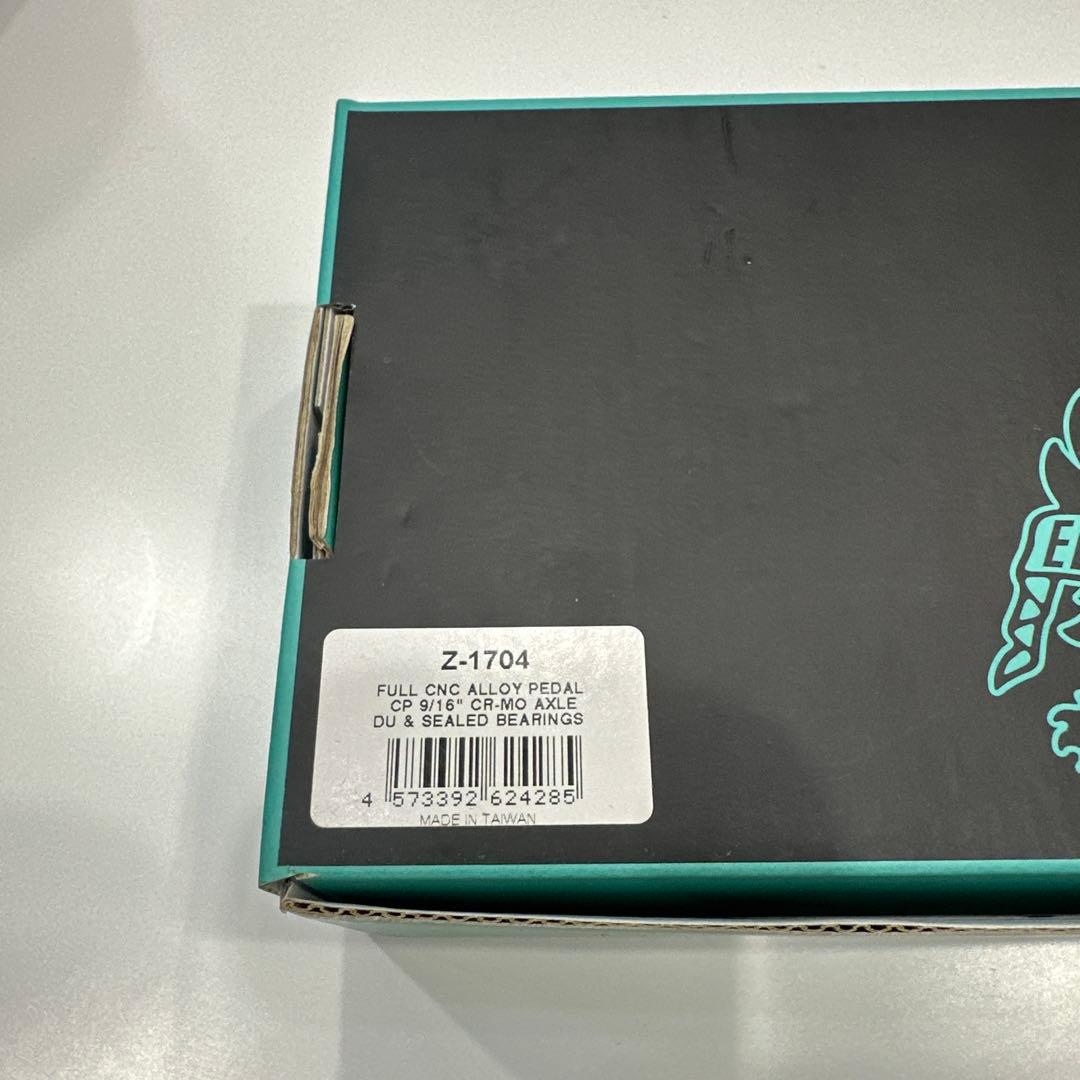 Z-1704
FULL CNC ALLOY PEDAL
CP 9/16" CR-MO AXLE
DU & SEALED BEARINGS
4 573392 624285
MADE IN TAIWAN